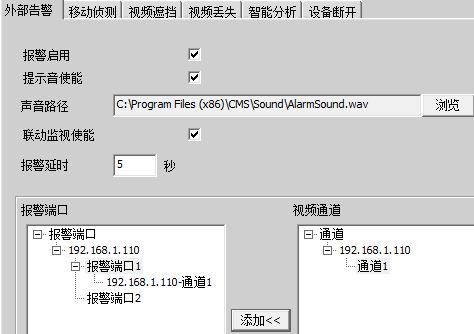 外部告警 移动侦测 视频遮挡 视频丢失 智能分析 设备断开
报警启用
提示音使能
声音路径 C:\Program Files (x86)\CMS\Sound\AlarmSound.wav 浏览
联动监视使能
报警延时 5 秒
报警端口 视频通道
报警端口 通道
192.168.1.110 192.168.1.110
报警端口1 通道1
192.168.1.110-通道1
报警端口2
添加<<